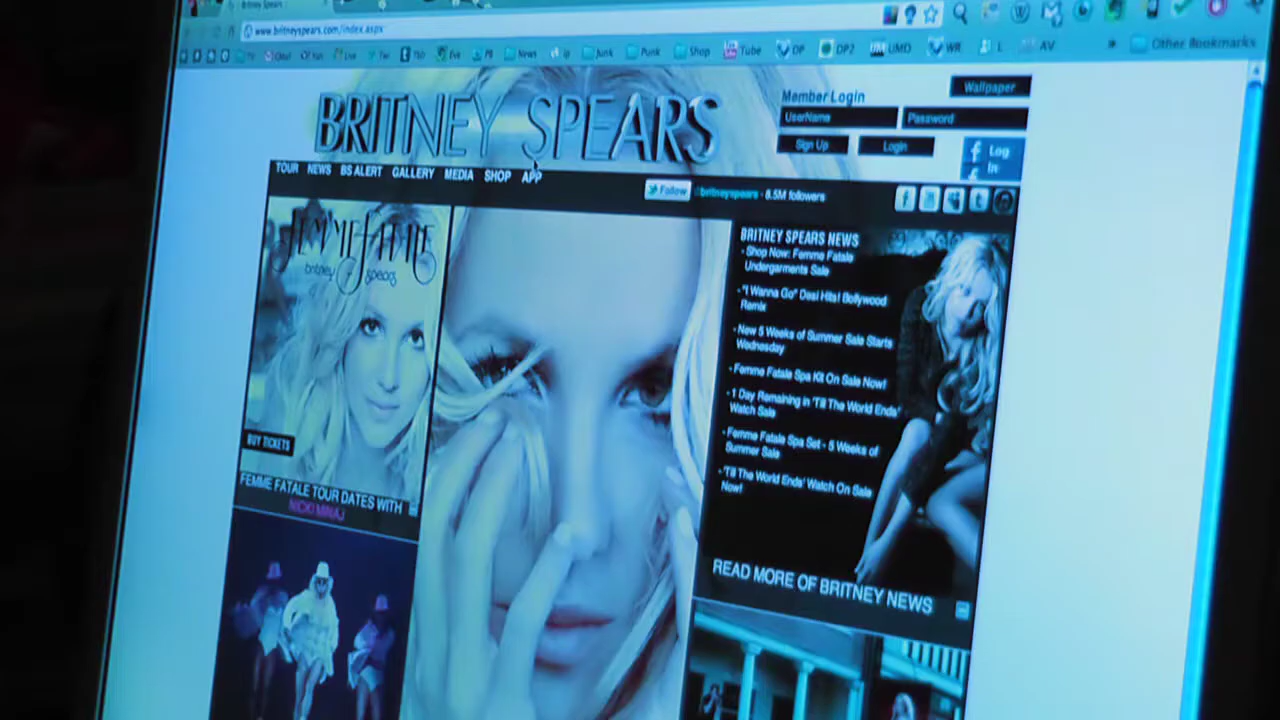 Britney Spears
www.britneyspears.com/index.aspx
News
Junk
Punk
Shop
Tube
DP
DP2
UMD
WR
L
AV
Other Bookmarks
Wallpaper
BRITNEY SPEARS
Member Login
UserName
Password
Sign Up
Login
Log
In
TOUR NEWS BS ALERT GALLERY MEDIA SHOP APP
Follow
britneyspears · 8.5M followers
FEMME FATALE
britney spears
BUY TICKETS
FEMME FATALE TOUR DATES WITH
NICKI MINAJ
BRITNEY SPEARS NEWS
· Shop Now: Femme Fatale
Undergarments Sale
· "I Wanna Go" Desi Hits! Bollywood
Remix
· New 5 Weeks of Summer Sale Starts
Wednesday
· Femme Fatale Spa Kit On Sale Now!
· 1 Day Remaining in 'Till The World Ends'
Watch Sale
· Femme Fatale Spa Set - 5 Weeks of
Summer Sale
· 'Till The World Ends' Watch On Sale
Now!
READ MORE OF BRITNEY NEWS